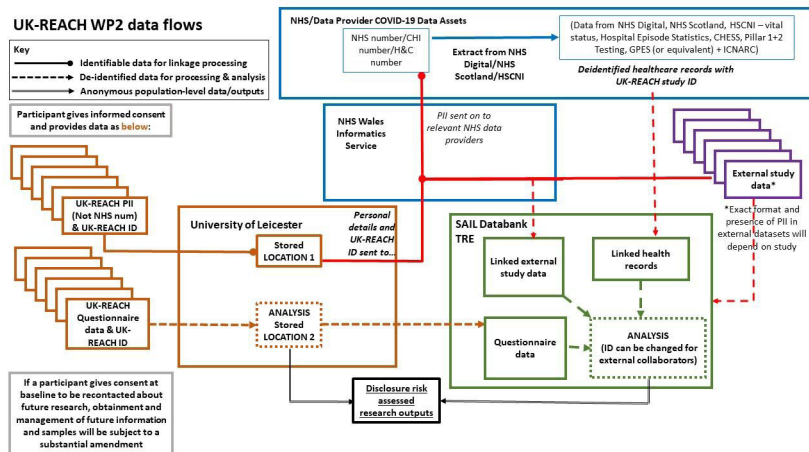 UK-REACH WP2 data flows
Key
Identifiable data for linkage processing
De-identified data for processing & analysis
Anonymous population-level data/outputs
Participant gives informed consent
and provides data as below:
UK-REACH PII
(Not NHS num)
& UK-REACH ID
UK-REACH
Questionnaire
data & UK-
REACH ID
If a participant gives consent at
baseline to be recontacted about
future research, obtainment and
management of future information
and samples will be subject to a
substantial amendment
NHS/Data Provider COVID-19 Data Assets
NHS number/CHI
number/H&C
number
Extract from NHS
Digital/NHS
Scotland/HSCNI
(Data from NHS Digital, NHS Scotland, HSCNI – vital
status, Hospital Episode Statistics, CHESS, Pillar 1+2
Testing, GPES (or equivalent) + ICNARC)
Deidentified healthcare records with
UK-REACH study ID
NHS Wales
Informatics
Service
PII sent on to
relevant NHS data
providers
External study
data*
*Exact format and
presence of PII in
external datasets will
depend on study
University of Leicester
Personal
details and
UK-REACH
ID sent to...
Stored
LOCATION 1
ANALYSIS
Stored
LOCATION 2
SAIL Databank
TRE
Linked external
study data
Linked health
records
Questionnaire
data
ANALYSIS
(ID can be changed for
external collaborators)
Disclosure risk
assessed
research outputs